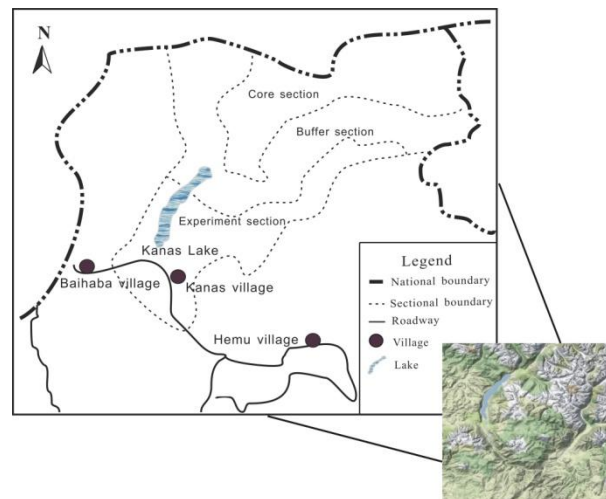 N
Core section
Buffer section
Experiment section
Kanas Lake
Baihaba village
Kanas village
Hemu village
Legend
National boundary
Sectional boundary
Roadway
Village
Lake